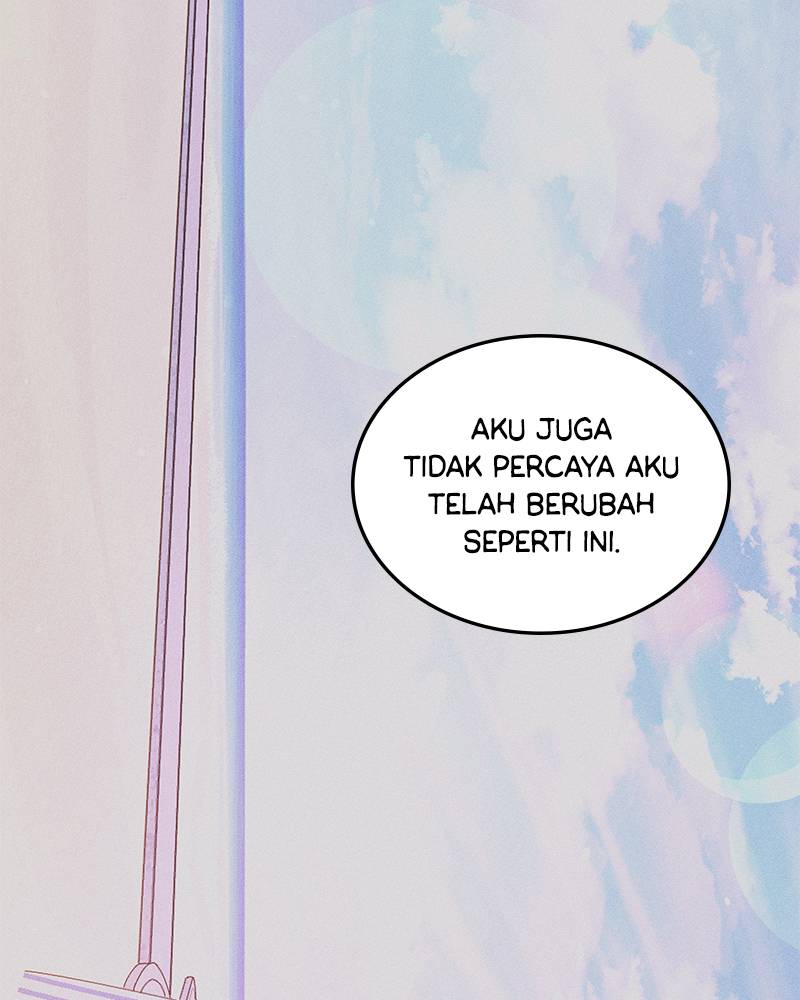 AKU JUGA
TIDAK PERCAYA AKU
TELAH BERUBAH
SEPERTI INI.